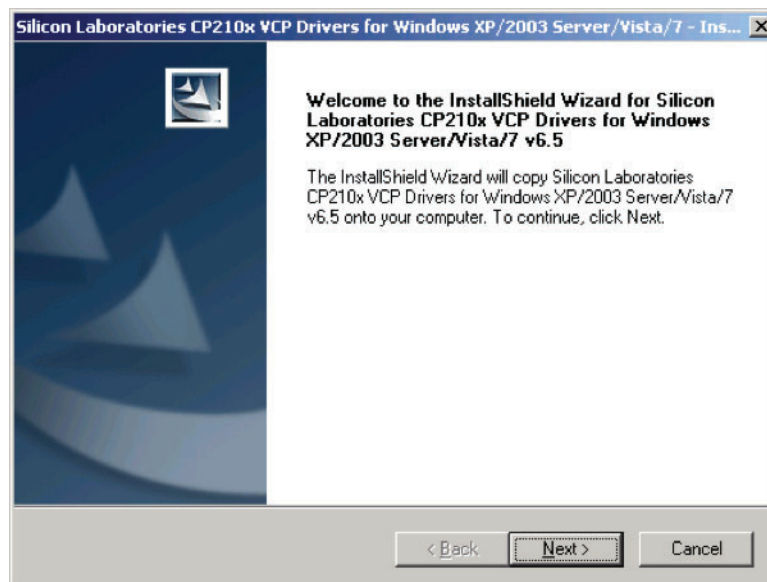 Silicon Laboratories CP210x VCP Drivers for Windows XP/2003 Server/Vista/7 - Ins...
Welcome to the InstallShield Wizard for Silicon
Laboratories CP210x VCP Drivers for Windows
XP/2003 Server/Vista/7 v6.5
The InstallShield Wizard will copy Silicon Laboratories
CP210x VCP Drivers for Windows XP/2003 Server/Vista/7
v6.5 onto your computer. To continue, click Next.
< Back
Next >
Cancel